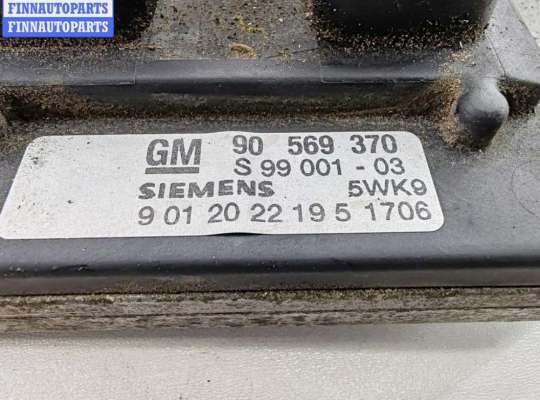 FINNAUTOPARTS
FINNAUTOPARTS
GM 90 569 370
S 99 001 - 03
SIEMENS 5WK9
9 01 20 22 19 5 1706